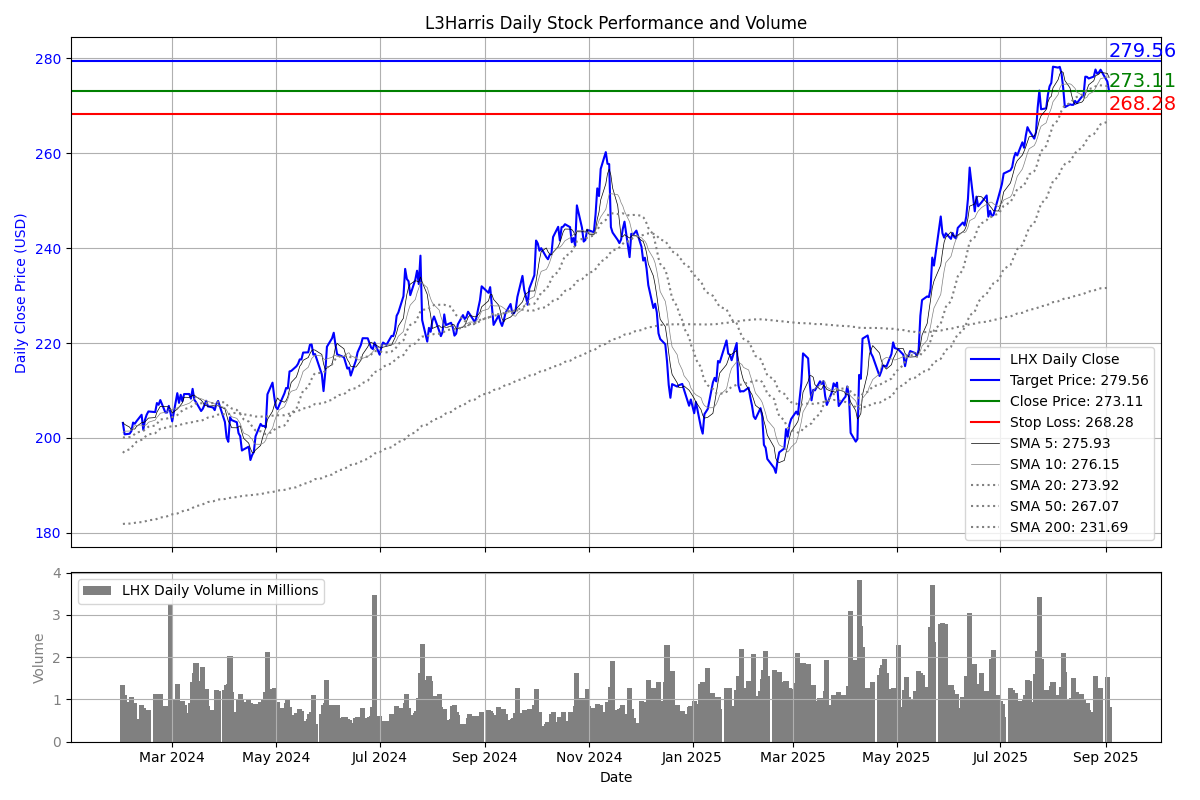 L3Harris Daily Stock Performance and Volume
Daily Close Price (USD)
280
260
240
220
200
180
279.56
273.11
268.28
LHX Daily Close
Target Price: 279.56
Close Price: 273.11
Stop Loss: 268.28
SMA 5: 275.93
SMA 10: 276.15
SMA 20: 273.92
SMA 50: 267.07
SMA 200: 231.69
Volume
4
3
2
1
0
LHX Daily Volume in Millions
Mar 2024
May 2024
Jul 2024
Sep 2024
Nov 2024
Jan 2025
Mar 2025
May 2025
Jul 2025
Sep 2025
Date